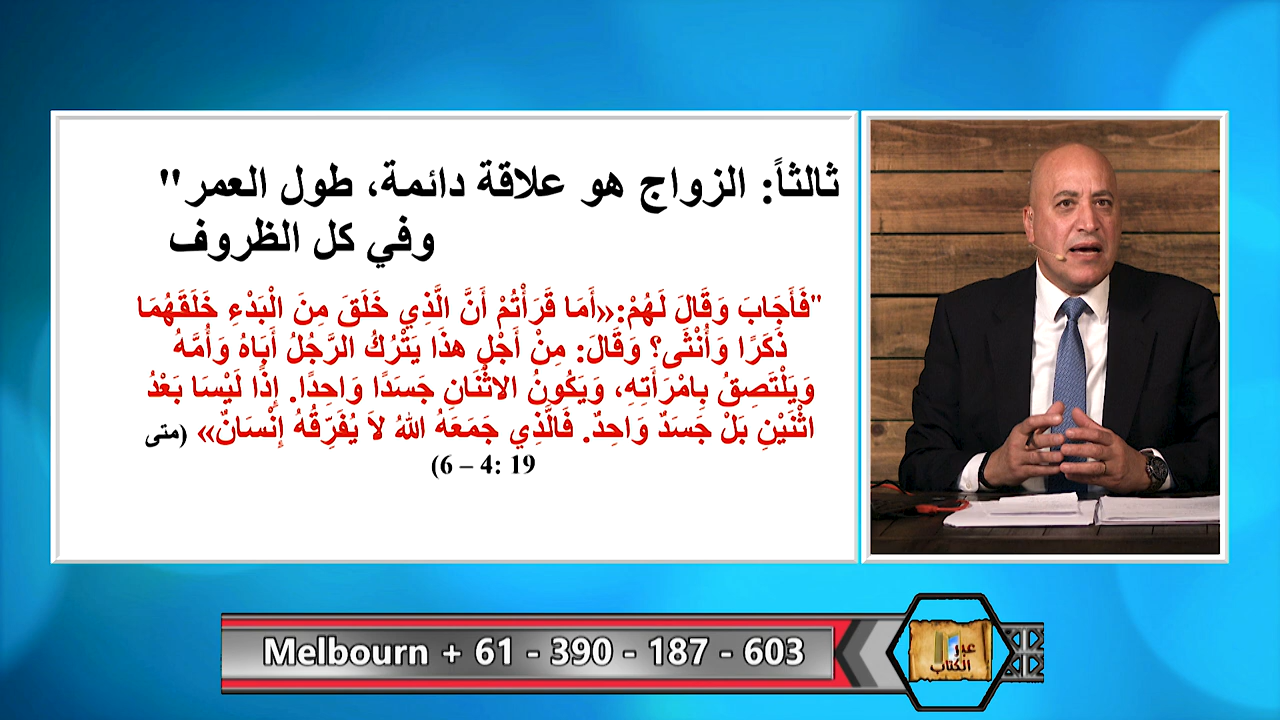 ثالثاً: الزواج هو علاقة دائمة، طول العمر"
وفي كل الظروف
"فَأَجَابَ وَقَالَ لَهُمْ:«أَمَا قَرَأْتُمْ أَنَّ الَّذِي خَلَقَ مِنَ الْبَدْءِ خَلَقَهُمَا
ذَكَرًا وَأُنْثَى؟ وَقَالَ: مِنْ أَجْلِ هذَا يَتْرُكُ الرَّجُلُ أَبَاهُ وَأُمَّهُ
وَيَلْتَصِقُ بِامْرَأَتِهِ، وَيَكُونُ الاثْنَانِ جَسَدًا وَاحِدًا. إِذًا لَيْسَا بَعْدُ
اثْنَيْنِ بَلْ جَسَدٌ وَاحِدٌ. فَالَّذِي جَمَعَهُ اللهُ لاَ يُفَرِّقُهُ إِنْسَانٌ» (متى
19 :4 – 6)
Melbourn + 61 - 390 - 187 - 603
عبر
الكتاب